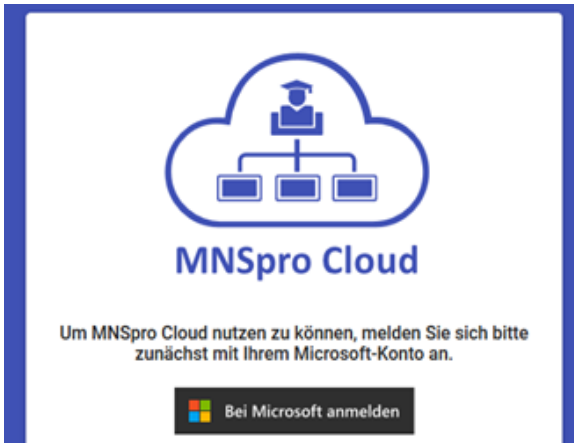 MNSpro Cloud
Um MNSpro Cloud nutzen zu können, melden Sie sich bitte
zunächst mit Ihrem Microsoft-Konto an.
Bei Microsoft anmelden